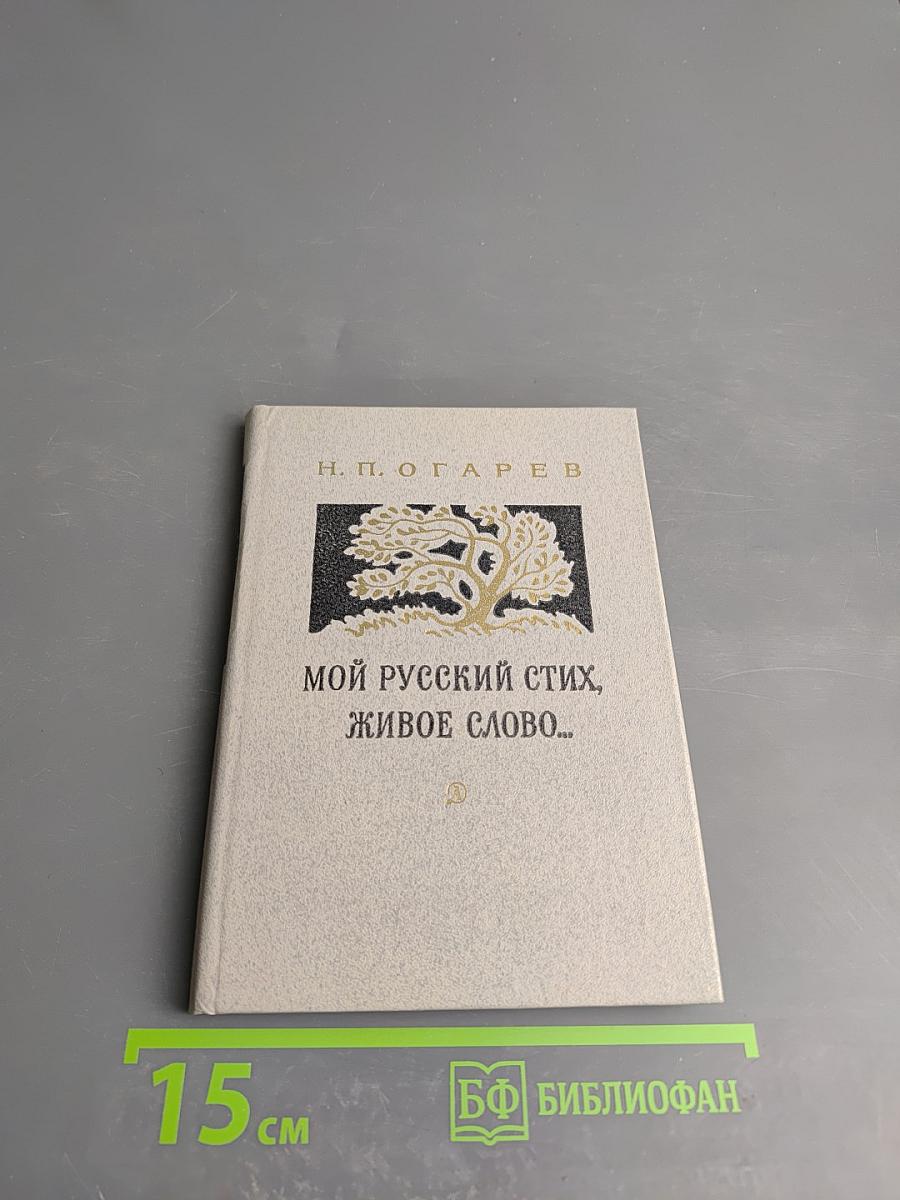 Н. П. ОГАРЕВ
МОЙ РУССКИЙ СТИХ,
ЖИВОЕ СЛОВО...
15 СМ
БФ БИБЛИОФАН